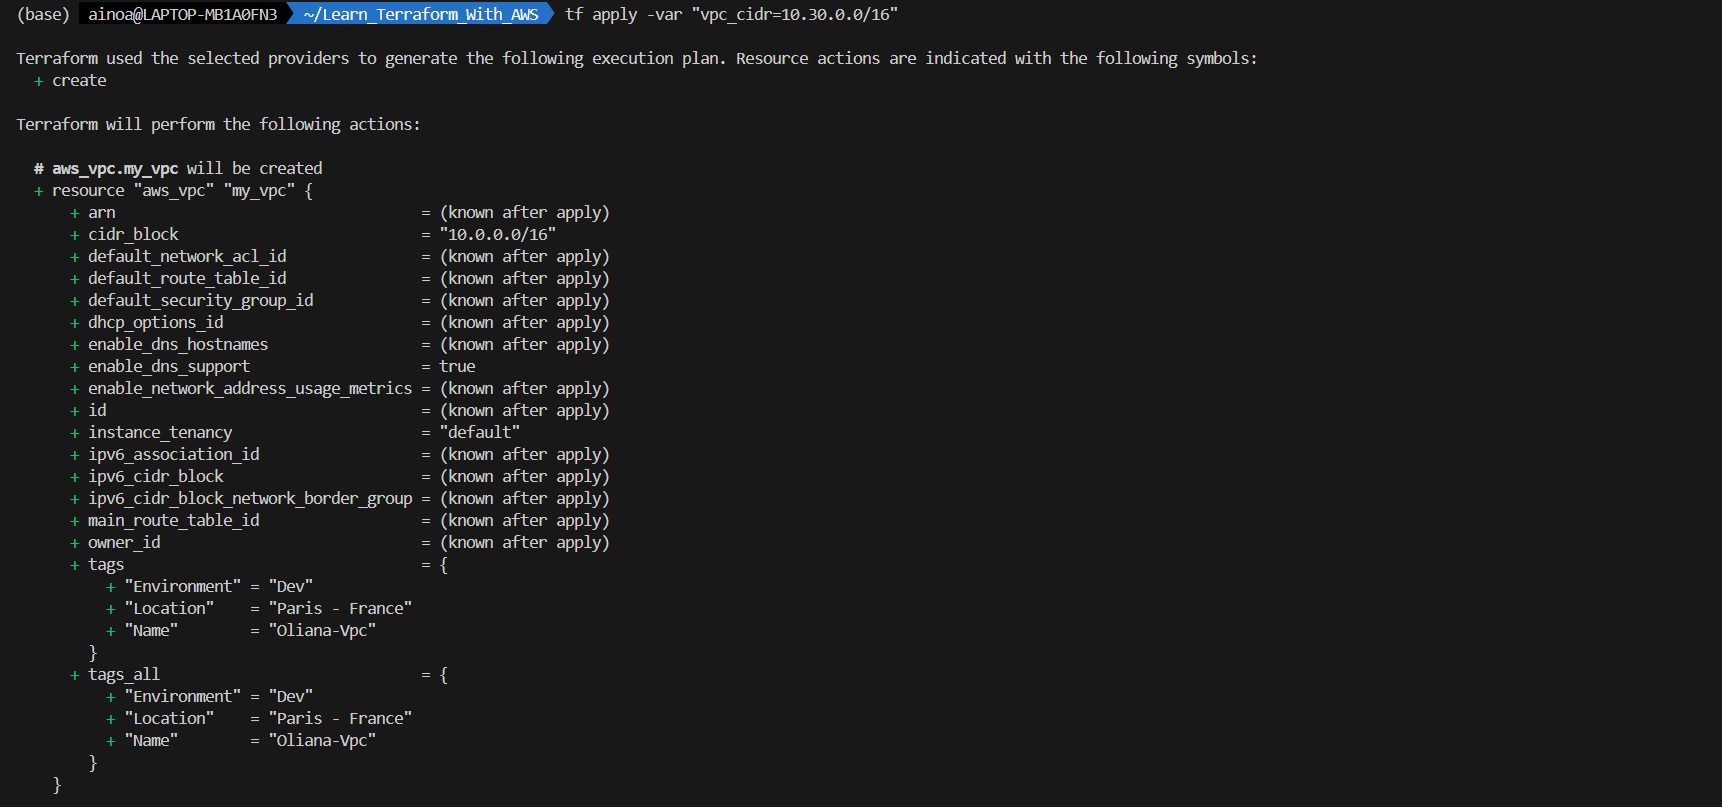 (base) ainoa@LAPTOP-MB1A0FN3 ~/Learn_Terraform_With_AWS tf apply -var "vpc_cidr=10.30.0.0/16"
Terraform used the selected providers to generate the following execution plan. Resource actions are indicated with the following symbols:
+ create
Terraform will perform the following actions:
# aws_vpc.my_vpc will be created
+ resource "aws_vpc" "my_vpc" {
+ arn = (known after apply)
+ cidr_block = "10.0.0.0/16"
+ default_network_acl_id = (known after apply)
+ default_route_table_id = (known after apply)
+ default_security_group_id = (known after apply)
+ dhcp_options_id = (known after apply)
+ enable_dns_hostnames = (known after apply)
+ enable_dns_support = true
+ enable_network_address_usage_metrics = (known after apply)
+ id = (known after apply)
+ instance_tenancy = "default"
+ ipv6_association_id = (known after apply)
+ ipv6_cidr_block = (known after apply)
+ ipv6_cidr_block_network_border_group = (known after apply)
+ main_route_table_id = (known after apply)
+ owner_id = (known after apply)
+ tags = {
+ "Environment" = "Dev"
+ "Location" = "Paris - France"
+ "Name" = "Oliana-Vpc"
}
+ tags_all = {
+ "Environment" = "Dev"
+ "Location" = "Paris - France"
+ "Name" = "Oliana-Vpc"
}
}